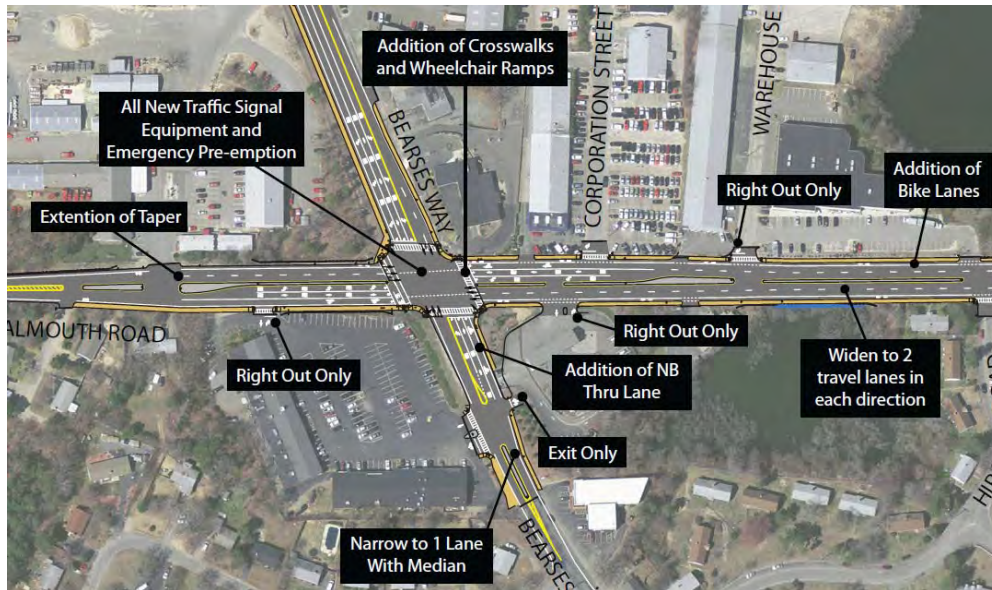 Addition of Crosswalks
and Wheelchair Ramps
All New Traffic Signal
Equipment and
Emergency Pre-emption
BEARSES WAY
CORPORATION STREET
WAREHOUSE
Right Out Only
Addition of
Bike Lanes
Extention of Taper
ALMOUTH ROAD
Right Out Only
Right Out Only
Addition of NB
Thru Lane
Widen to 2
travel lanes in
each direction
Exit Only
Narrow to 1 Lane
With Median
BEARSES